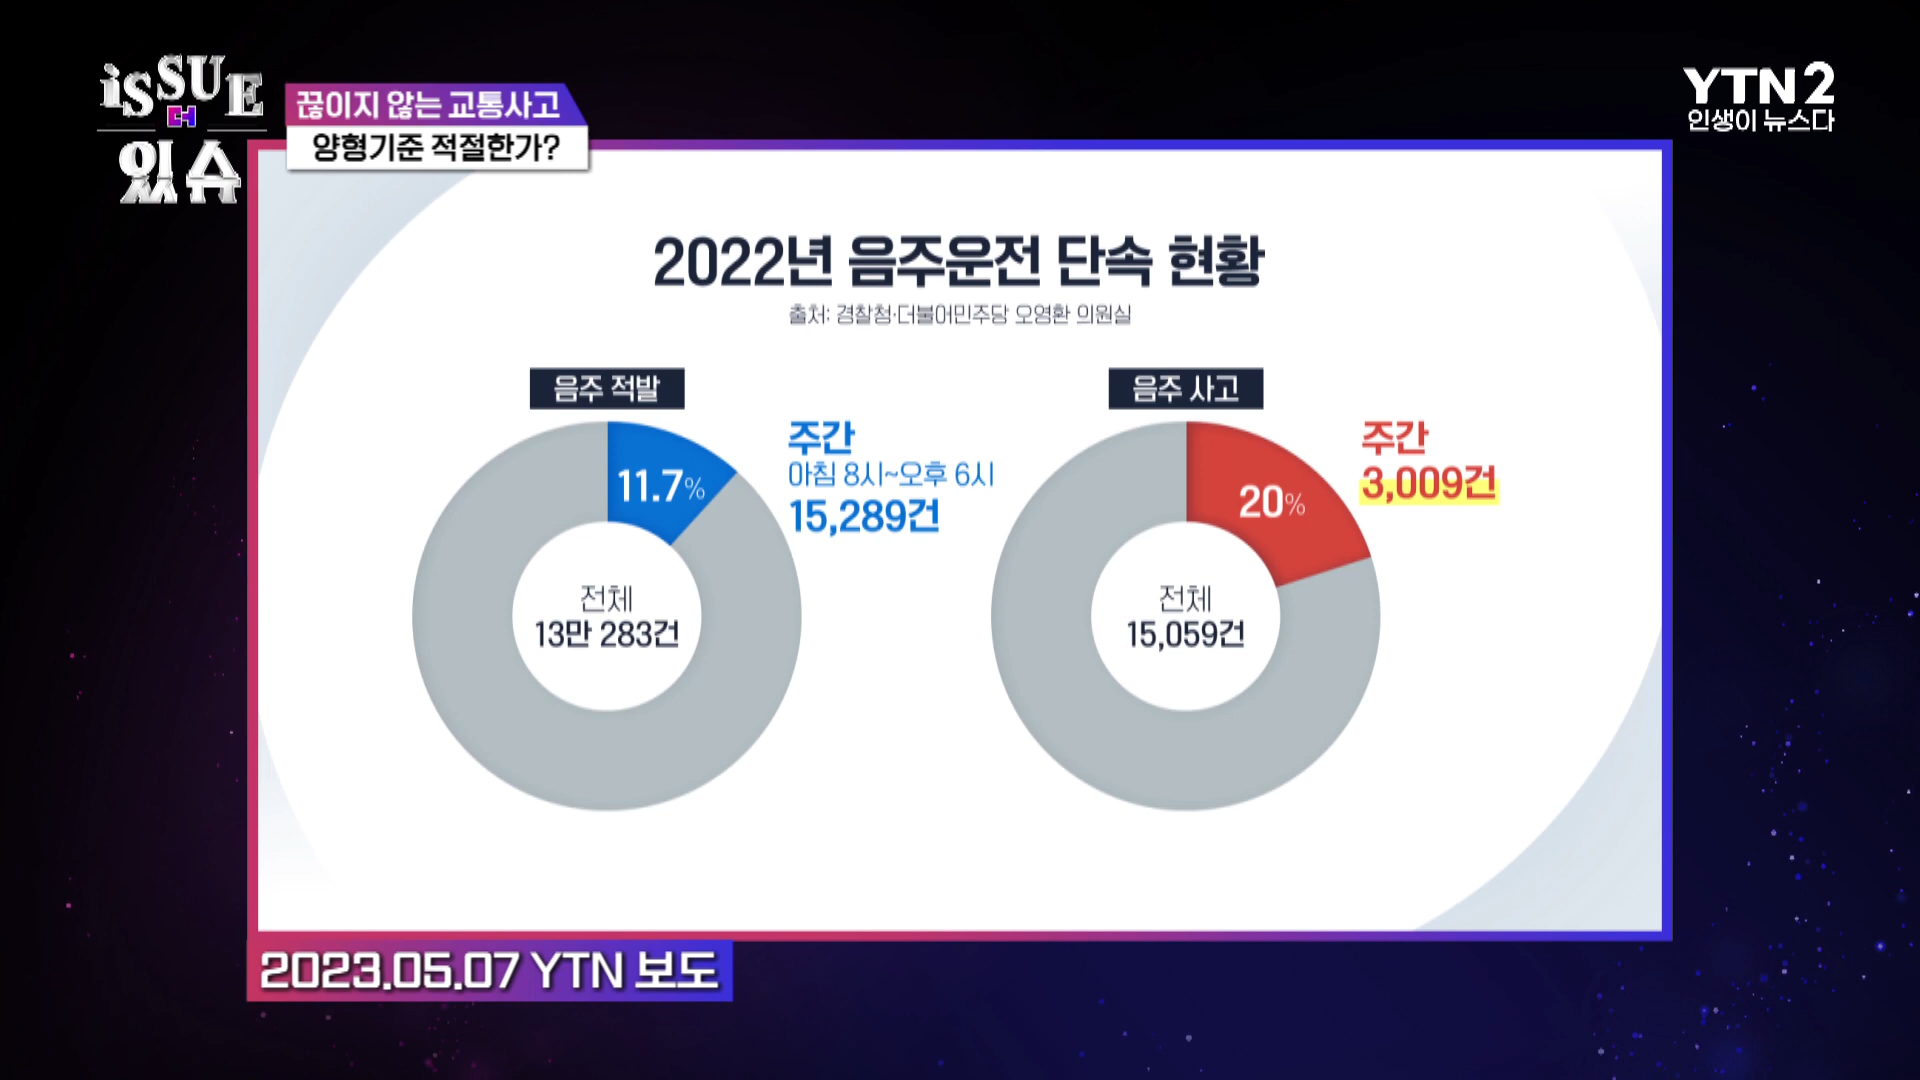 iSSUE
더
있슈
끊이지 않는 교통사고
양형기준 적절한가?
YTN2
인생이 뉴스다
2022년 음주운전 단속 현황
출처: 경찰청·더불어민주당 오영환 의원실
음주 적발
11.7%
주간
아침 8시~오후 6시
15,289건
전체
13만 283건
음주 사고
20%
주간
3,009건
전체
15,059건
2023.05.07 YTN 보도